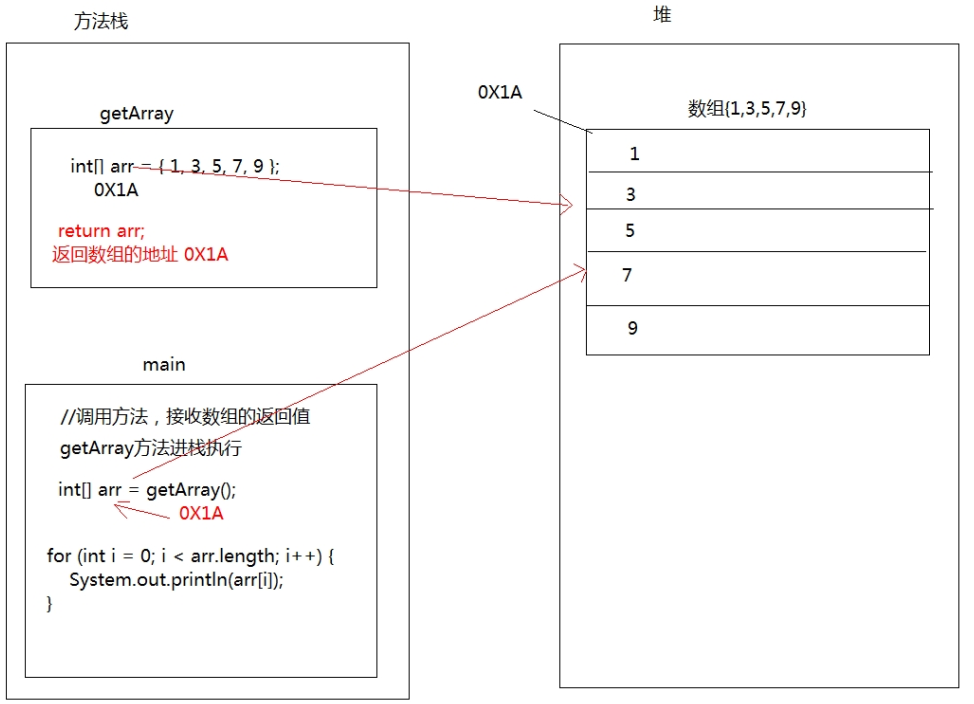 方法栈
getArray
int[] arr = { 1, 3, 5, 7, 9 };
0X1A
return arr;
返回数组的地址 0X1A
main
//调用方法，接收数组的返回值
getArray方法进栈执行
int[] arr = getArray();
0X1A
for (int i = 0; i < arr.length; i++) {
System.out.println(arr[i]);
}
堆
0X1A
数组{1,3,5,7,9}
1
3
5
7
9